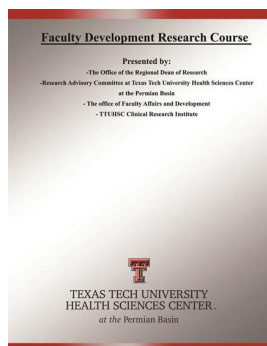 Faculty Development Research Course
Presented by:
-The Office of the Regional Dean of Research
-Research Advisory Committee at Texas Tech University Health Sciences Center
at the Permian Basin
- The office of Faculty Affairs and Development
- TTUHSC Clinical Research Institute
T
TEXAS TECH UNIVERSITY
HEALTH SCIENCES CENTER™
at the Permian Basin